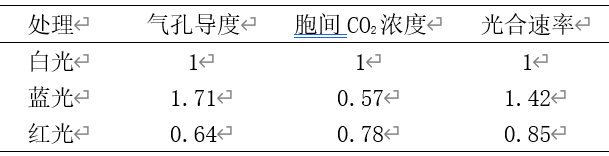 处理 气孔导度 胞间CO₂浓度 光合速率
白光 1 1 1
蓝光 1.71 0.57 1.42
红光 0.64 0.78 0.85